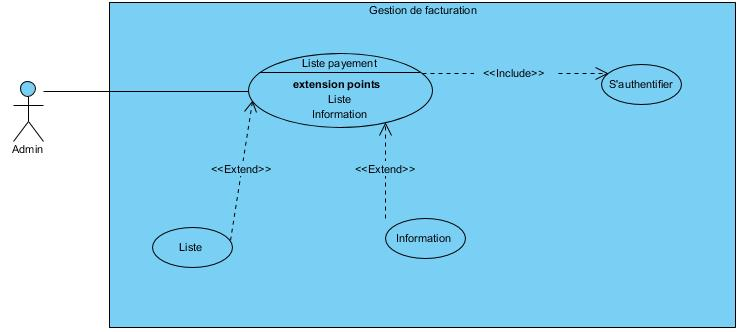 Gestion de facturation
Liste payement
extension points
Liste
Information
<<Include>>
S'authentifier
Admin
<<Extend>>
<<Extend>>
Liste
Information